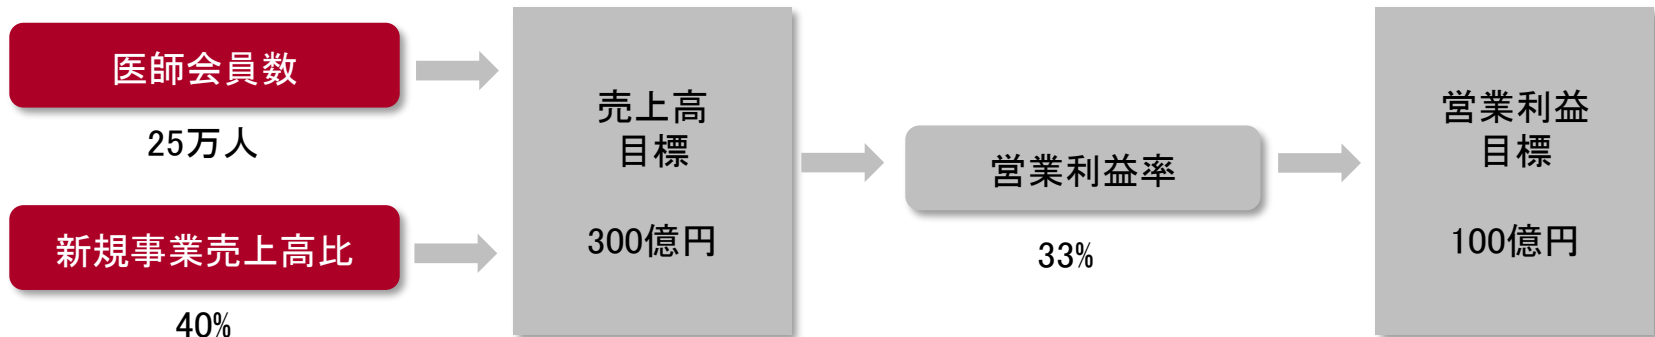 医師会員数
25万人
新規事業売上高比
40%
売上高
目標
300億円
営業利益率
33%
営業利益
目標
100億円